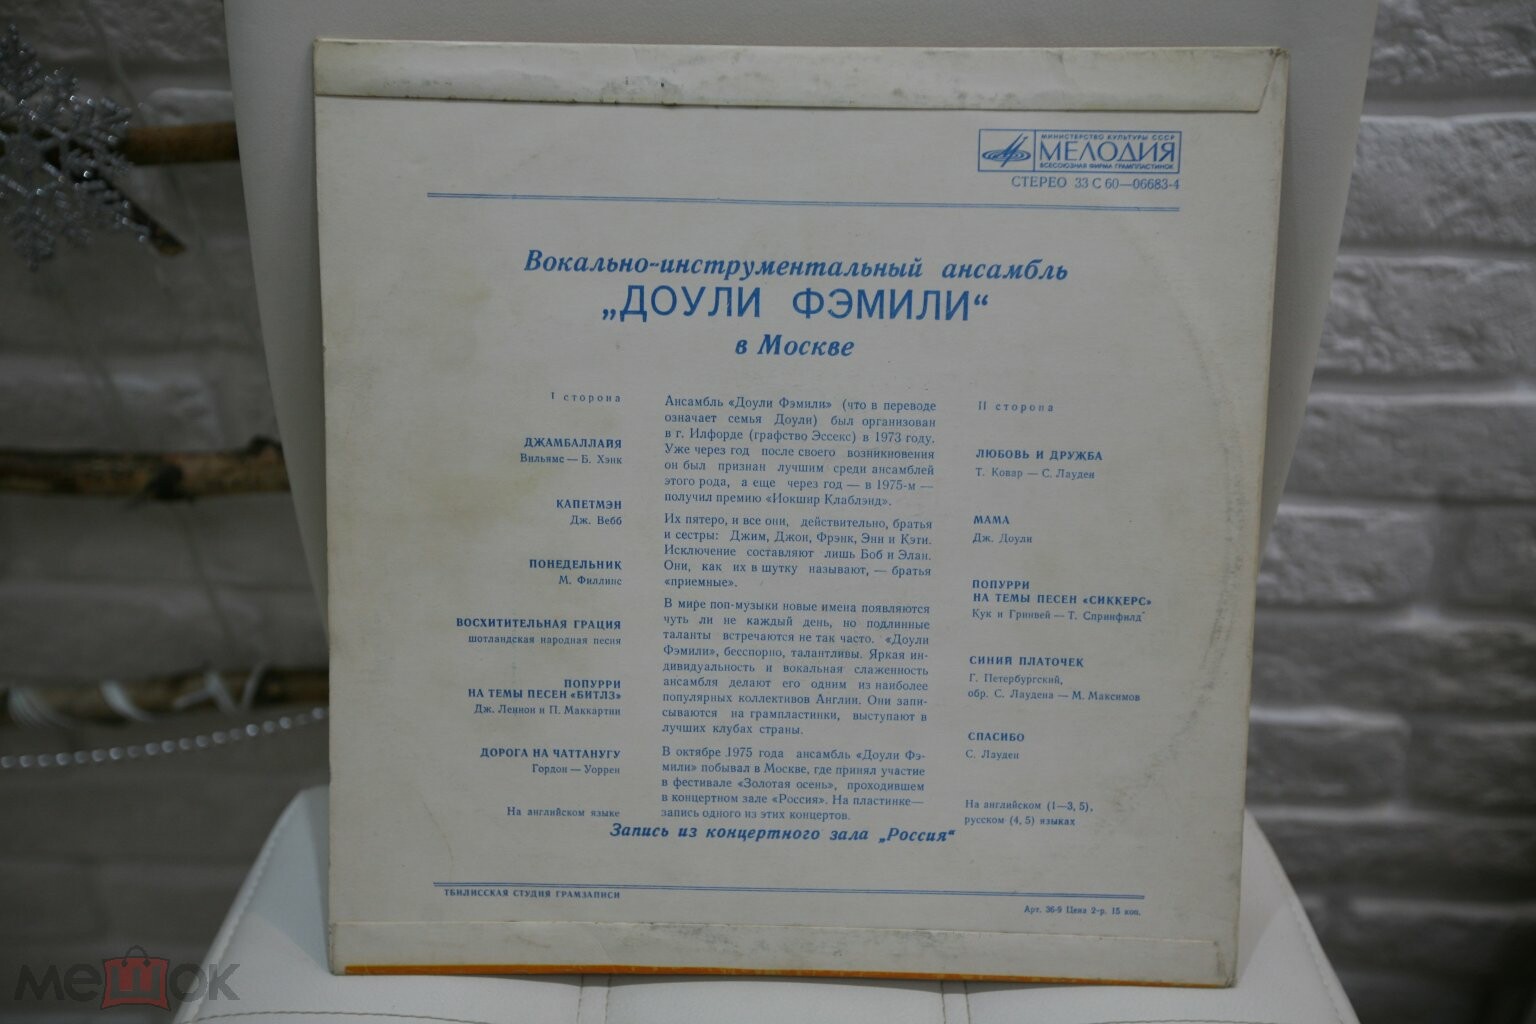 МИНИСТЕРСТВО КУЛЬТУРЫ СССР
МЕЛОДИЯ
ВСЕСОЮЗНАЯ ФИРМА ГРАМПЛАСТИНОК
СТЕРЕО 33 С 60—06683-4
Вокально-инструментальный ансамбль
„ДОУЛИ ФЭМИЛИ“
в Москве
I сторона
ДЖАМБАЛЛАЙЯ
Вильямс — Б. Хэнк
КАПЕТМЭН
Дж. Вебб
ПОНЕДЕЛЬНИК
М. Филлипс
ВОСХИТИТЕЛЬНАЯ ГРАЦИЯ
шотландская народная песня
ПОПУРРИ
НА ТЕМЫ ПЕСЕН «БИТЛЗ»
Дж. Леннон и П. Маккартни
ДОРОГА НА ЧАТТАНУГУ
Гордон — Уоррен
На английском языке
Ансамбль «Доули Фэмили» (что в переводе
означает семья Доули) был организован
в г. Илфорде (графство Эссекс) в 1973 году.
Уже через год после своего возникновения
он был признан лучшим среди ансамблей
этого рода, а еще через год — в 1975-м —
получил премию «Иокшир Клаблэнд».
Их пятеро, и все они, действительно, братья
и сестры: Джим, Джон, Фрэнк, Энн и Кэти.
Исключение составляют лишь Боб и Элан.
Они, как их в шутку называют, — братья
«приемные».
В мире поп-музыки новые имена появляются
чуть ли не каждый день, но подлинные
таланты встречаются не так часто. «Доули
Фэмили», бесспорно, талантливы. Яркая ин-
дивидуальность и вокальная слаженность
ансамбля делают его одним из наиболее
популярных коллективов Англии. Они запи-
сываются на грампластинки, выступают в
лучших клубах страны.
В октябре 1975 года ансамбль «Доули Фэ-
мили» побывал в Москве, где принял участие
в фестивале «Золотая осень», проходившем
в концертном зале «Россия». На пластинке—
запись одного из этих концертов.
II сторона
ЛЮБОВЬ И ДРУЖБА
Т. Ковар — С. Лауден
МАМА
Дж. Доули
ПОПУРРИ
НА ТЕМЫ ПЕСЕН «СИККЕРС»
Кук и Гринвей — Т. Спринфилд
СИНИЙ ПЛАТОЧЕК
Г. Петербургский,
обр. С. Лаудена — М. Максимов
СПАСИБО
С. Лауден
На английском (1—3, 5),
русском (4, 5) языках
Запись из концертного зала „Россия“
ТБИЛИССКАЯ СТУДИЯ ГРАМЗАПИСИ
Арт. 36-9 Цена 2-р. 15 коп.
мешок